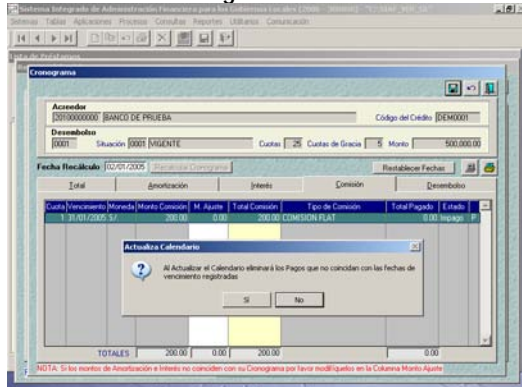 Sistema Integrado de Administración Financiera para los Gobiernos Locales
Sistemas Tablas Aplicaciones Procesos Consultas Reportes Utilitarios Comunicación
Lista de Préstamos
Cronograma
Acreedor
20100000000 BANCO DE PRUEBA Código del Crédito DEM0001
Desembolso
0001 Situación 0001 VIGENTE Cuotas 25 Cuotas de Gracia 5 Monto 500,000.00
Fecha Recálculo 02/01/2005 Recalcula Cronograma Restablecer Fechas
Total Amortización Interés Comisión Desembolso
Cuota Vencimiento Moneda Monto Comisión M. Ajuste Total Comisión Tipo de Comisión Total Pagado Estado
1 31/01/2005 S/ 200.00 0.00 200.00 COMISION FLAT 0.00 Impago P
Actualiza Calendario
Al Actualizar el Calendario eliminará los Pagos que no coincidan con las fechas de
vencimiento registradas
Sí No
TOTALES 200.00 0.00 200.00 0.00
NOTA: Si los montos de Amortización e Interés no coinciden con su Cronograma por favor modifíquelos en la Columna Monto Ajuste